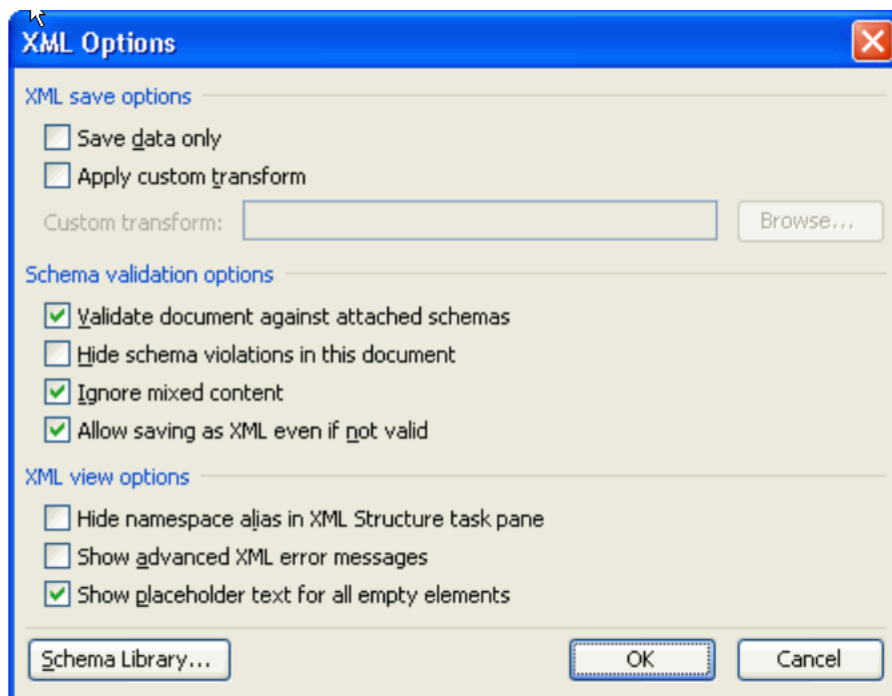 XML Options
XML save options
Save data only
Apply custom transform
Custom transform:
Browse...
Schema validation options
Validate document against attached schemas
Hide schema violations in this document
Ignore mixed content
Allow saving as XML even if not valid
XML view options
Hide namespace alias in XML Structure task pane
Show advanced XML error messages
Show placeholder text for all empty elements
Schema Library...
OK
Cancel